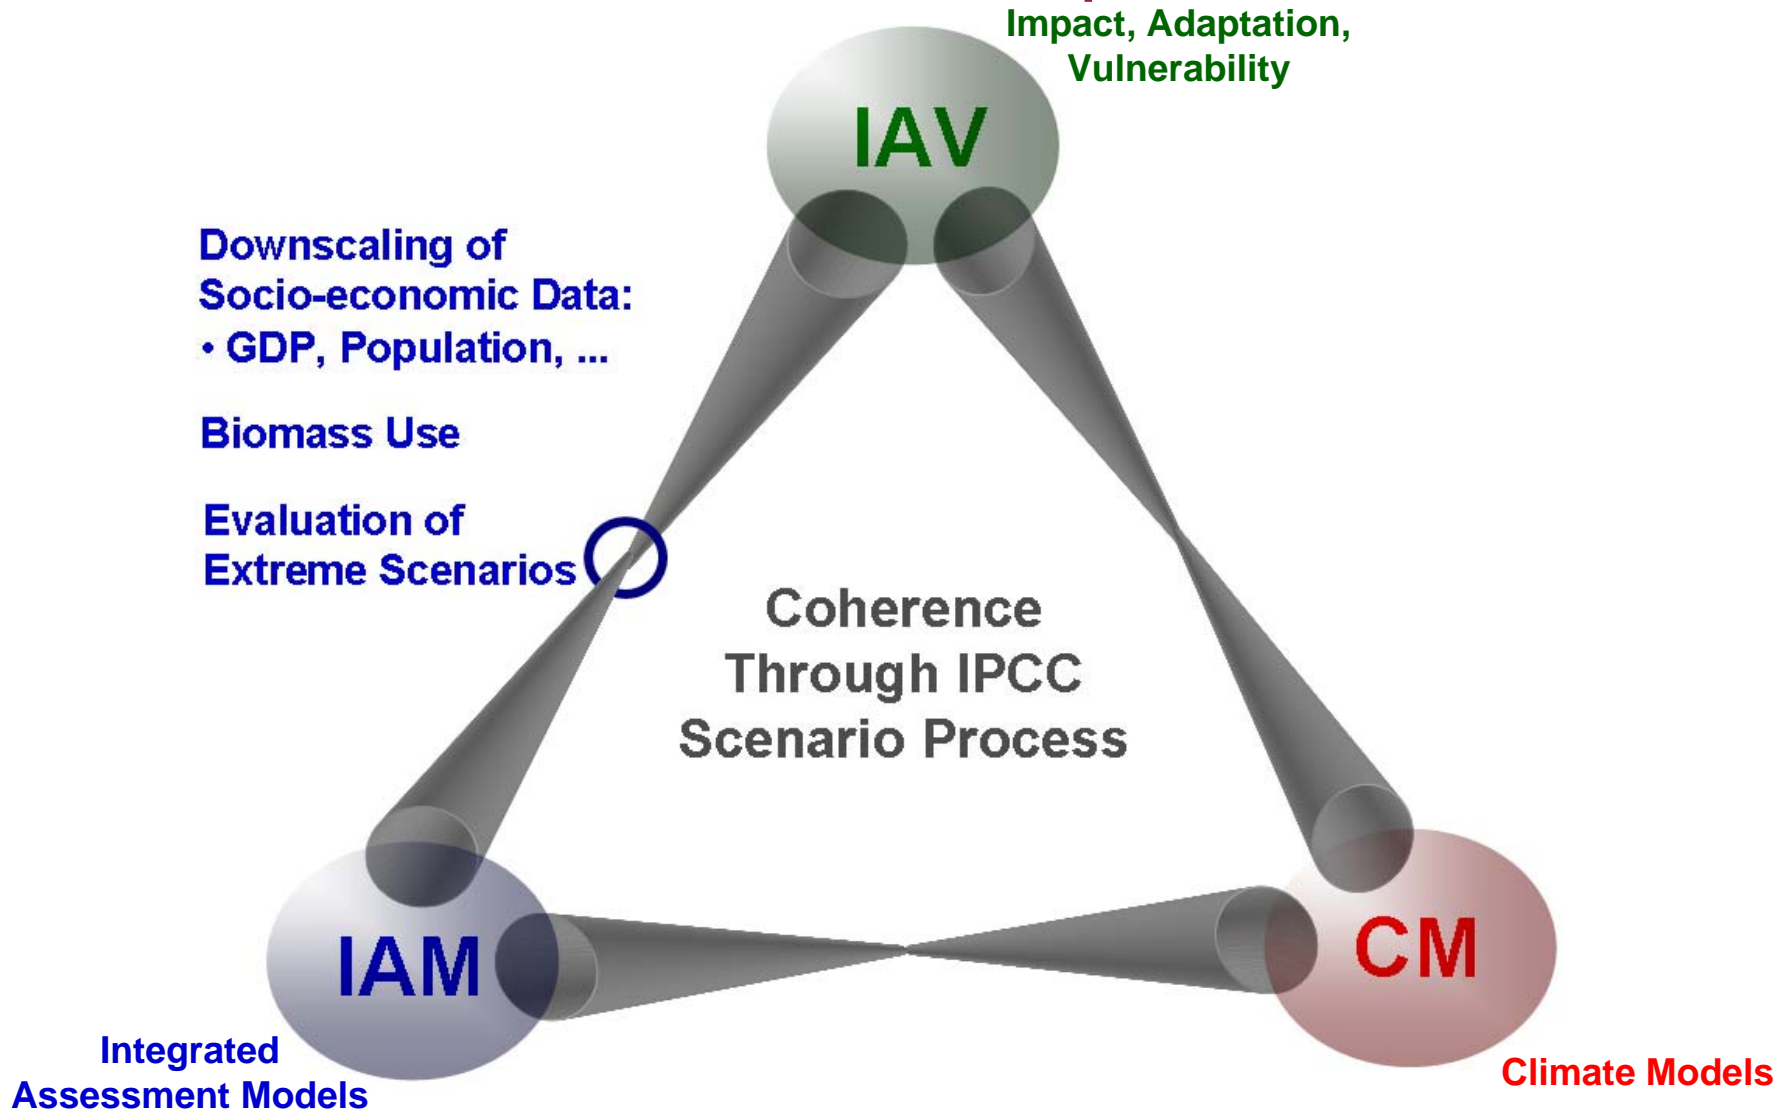 Impact, Adaptation,
Vulnerability
IAV
Downscaling of
Socio-economic Data:
• GDP, Population, ...
Biomass Use
Evaluation of
Extreme Scenarios
Coherence
Through IPCC
Scenario Process
IAM
CM
Integrated
Assessment Models
Climate Models